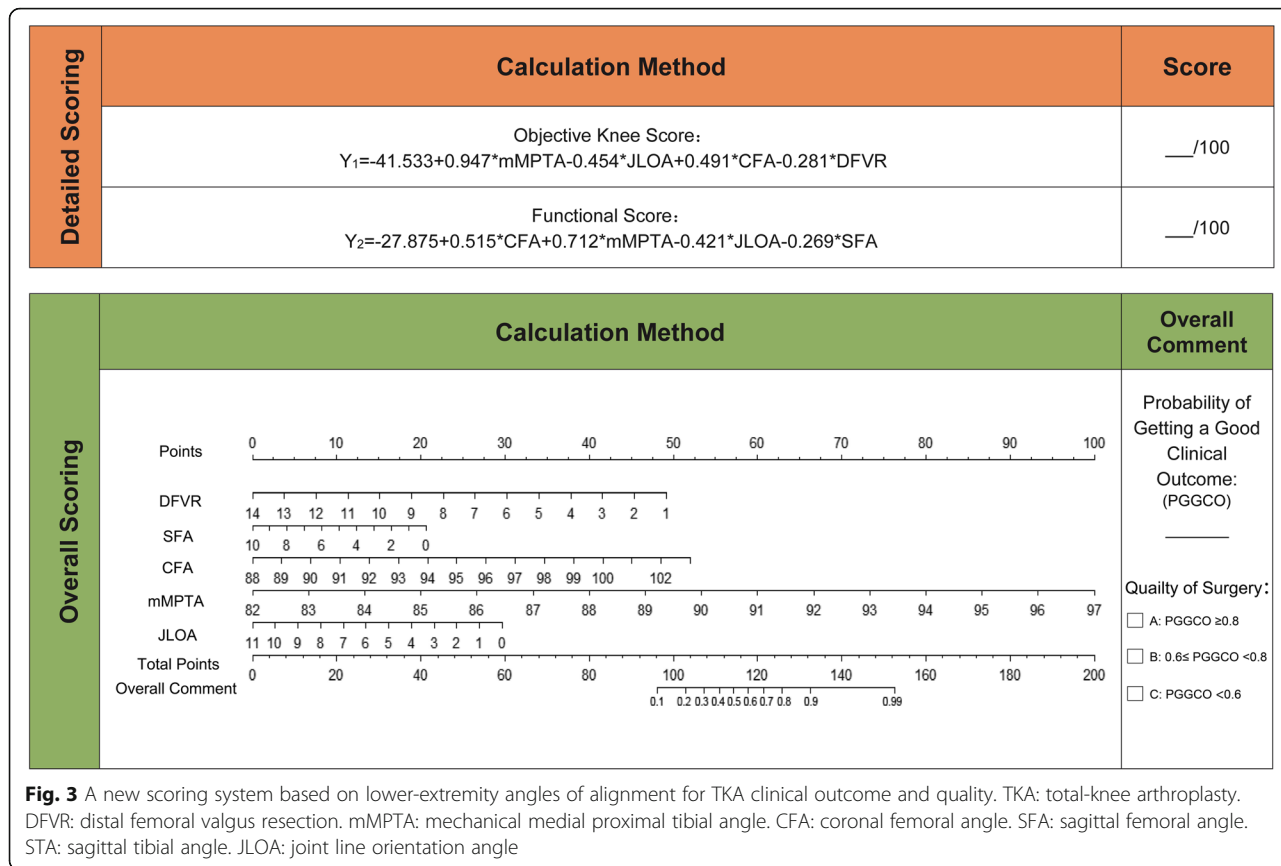 Detailed Scoring
Calculation Method
Score
Objective Knee Score:
Y₁=-41.533+0.947*mMPTA-0.454*JLOA+0.491*CFA-0.281*DFVR
___/100
Functional Score:
Y₂=-27.875+0.515*CFA+0.712*mMPTA-0.421*JLOA-0.269*SFA
___/100
Overall Scoring
Calculation Method
Overall
Comment
Points
0 10 20 30 40 50 60 70 80 90 100
DFVR
14 13 12 11 10 9 8 7 6 5 4 3 2 1
SFA
10 8 6 4 2 0
CFA
88 89 90 91 92 93 94 95 96 97 98 99 100 102
mMPTA
82 83 84 85 86 87 88 89 90 91 92 93 94 95 96 97
JLOA
11 10 9 8 7 6 5 4 3 2 1 0
Total Points
0 20 40 60 80 100 120 140 160 180 200
Overall Comment
0.1 0.2 0.3 0.4 0.5 0.6 0.7 0.8 0.9 0.99
Probability of
Getting a Good
Clinical
Outcome:
(PGGCO)
______
Quailty of Surgery:
A: PGGCO ≥0.8
B: 0.6≤ PGGCO <0.8
C: PGGCO <0.6
Fig. 3 A new scoring system based on lower-extremity angles of alignment for TKA clinical outcome and quality. TKA: total-knee arthroplasty.
DFVR: distal femoral valgus resection. mMPTA: mechanical medial proximal tibial angle. CFA: coronal femoral angle. SFA: sagittal femoral angle.
STA: sagittal tibial angle. JLOA: joint line orientation angle